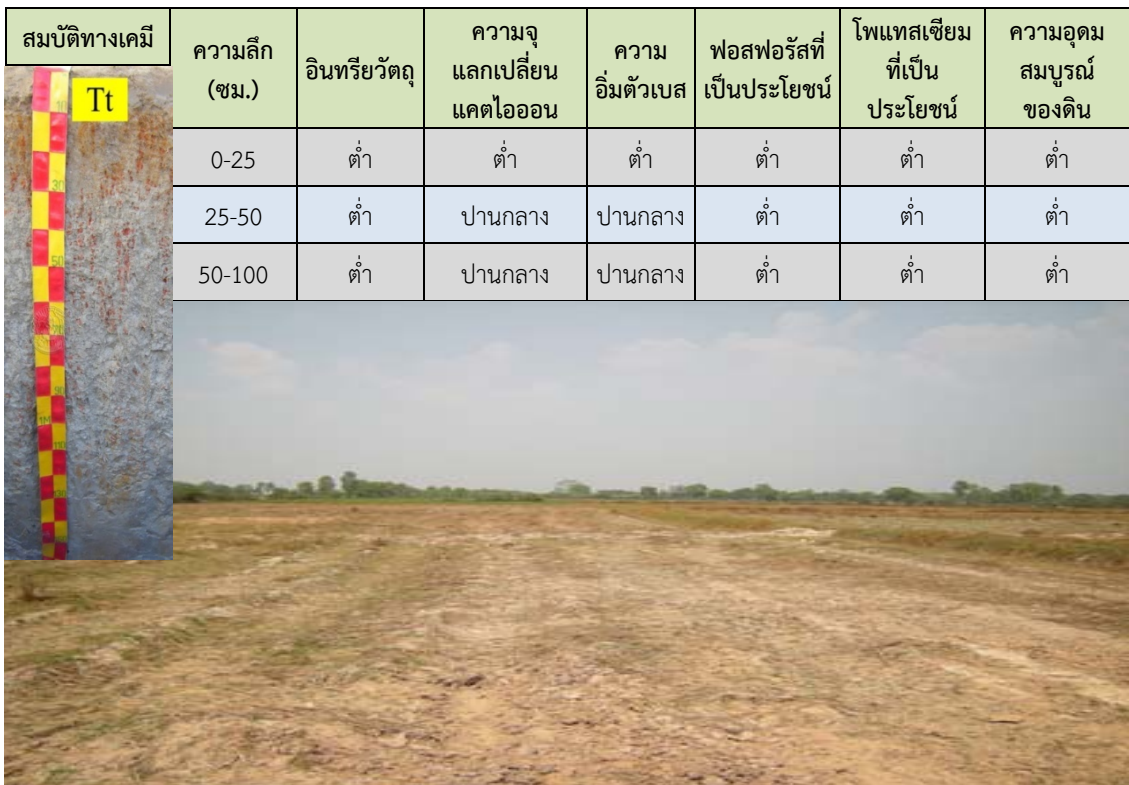 สมบัติทางเคมี
Tt
ความลึก
(ซม.)
อินทรียวัตถุ
ความจุ
แลกเปลี่ยน
แคตไอออน
ความ
อิ่มตัวเบส
ฟอสฟอรัสที่
เป็นประโยชน์
โพแทสเซียม
ที่เป็น
ประโยชน์
ความอุดม
สมบูรณ์
ของดิน
0-25 ต่ำ ต่ำ ต่ำ ต่ำ ต่ำ ต่ำ
25-50 ต่ำ ปานกลาง ปานกลาง ต่ำ ต่ำ ต่ำ
50-100 ต่ำ ปานกลาง ปานกลาง ต่ำ ต่ำ ต่ำ
10
30
50
90
1M
110